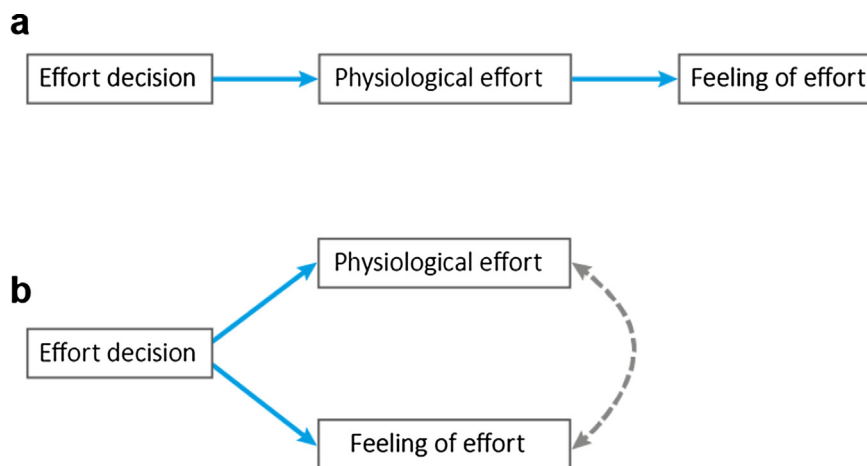 a
Effort decision
Physiological effort
Feeling of effort
Physiological effort
b
Effort decision
Feeling of effort